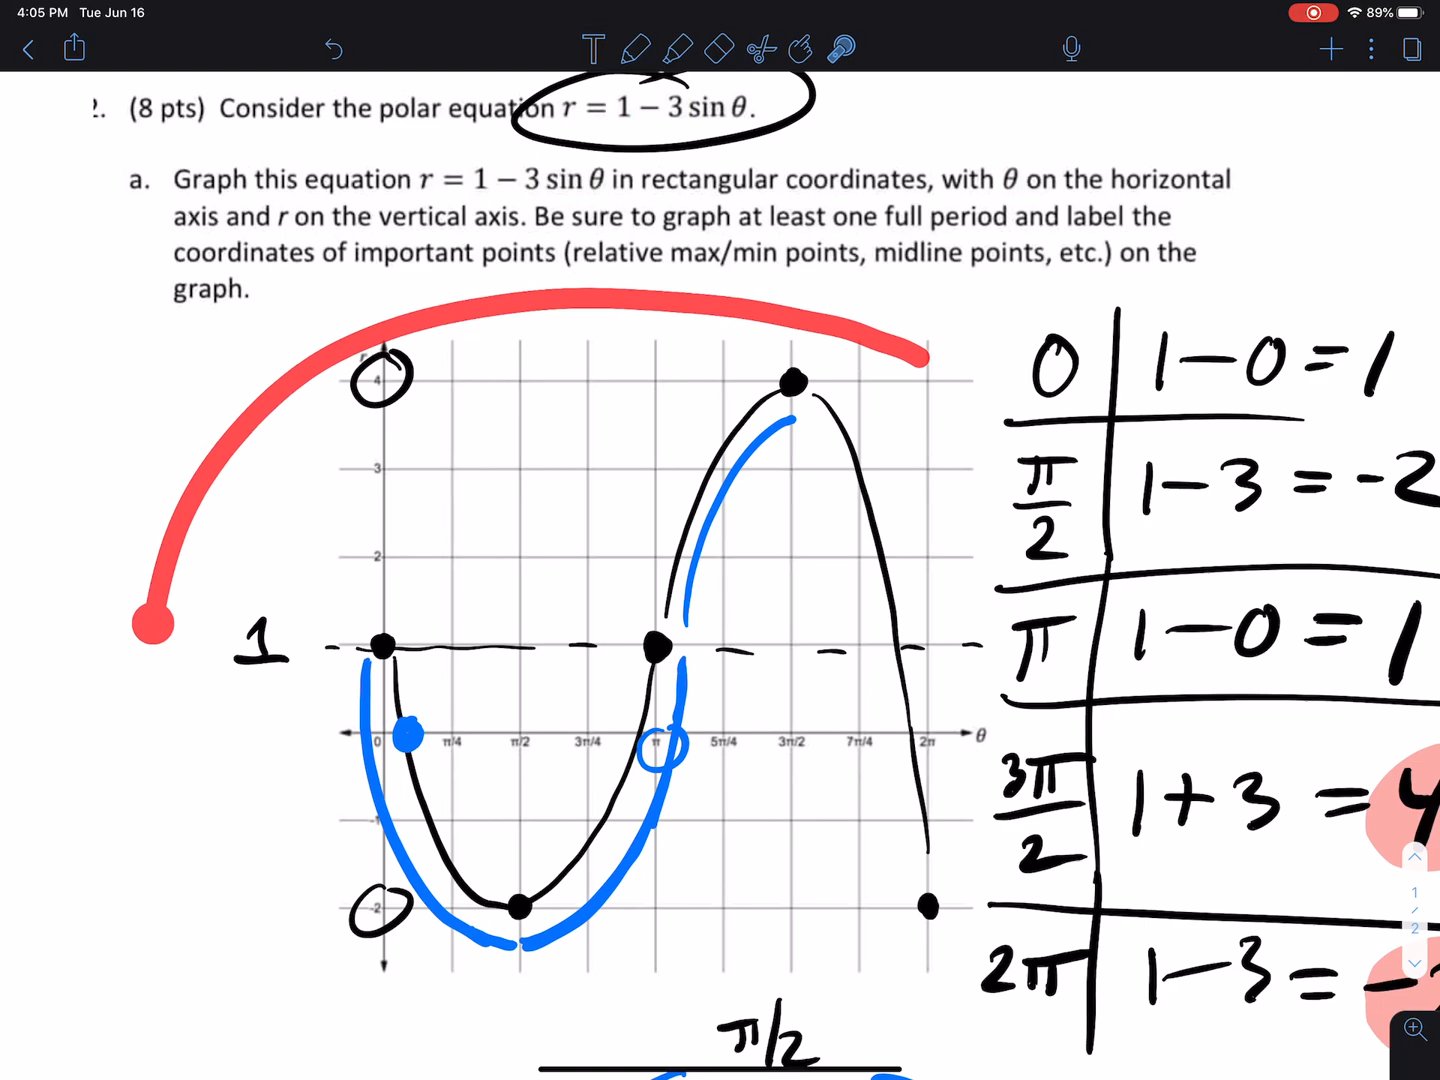 4:05 PM Tue Jun 16 89%
(8 pts) Consider the polar equation r = 1 − 3 sin θ.
a. Graph this equation r = 1 − 3 sin θ in rectangular coordinates, with θ on the horizontal
axis and r on the vertical axis. Be sure to graph at least one full period and label the
coordinates of important points (relative max/min points, midline points, etc.) on the
graph.
4
3
2
1
0 π/4 π/2 3π/4 π 5π/4 3π/2 7π/4 2π θ
-1
-2
0 1 − 0 = 1
π/2 1 − 3 = -2
π 1 − 0 = 1
3π/2 1 + 3 = 4
2π 1 − 3 = -
1
/
2
π/2